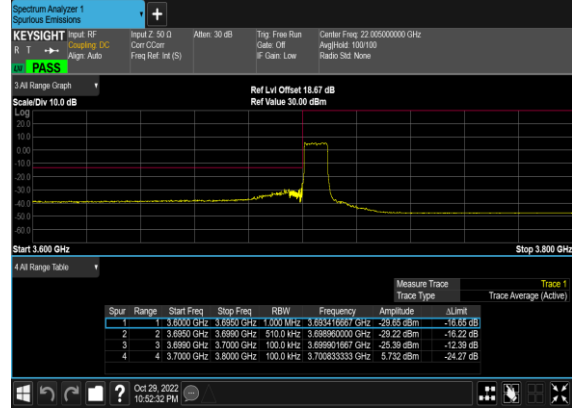 Spectrum Analyzer 1
Spurious Emissions
KEYSIGHT Input: RF Input Z: 50 Ω Atten: 30 dB Trig: Free Run Center Freq: 22.005000000 GHz
R T Coupling: DC Corr CCorr Gate: Off Avg|Hold: 100/100
Align: Auto Freq Ref: Int (S) IF Gain: Low Radio Std: None
PASS
3 All Range Graph
Ref Lvl Offset 18.67 dB
Scale/Div 10.0 dB Ref Value 30.00 dBm
Log
20.0
10.0
0.00
-10.0
-20.0
-30.0
-40.0
-50.0
-60.0
Start 3.600 GHz Stop 3.800 GHz
4 All Range Table
Measure Trace Trace 1
Trace Type Trace Average (Active)
Spur Range Start Freq Stop Freq RBW Frequency Amplitude ΔLimit
1 1 3.6000 GHz 3.6950 GHz 1.000 MHz 3.693416667 GHz -29.65 dBm -16.65 dB
2 2 3.6950 GHz 3.6990 GHz 510.0 kHz 3.698960000 GHz -29.22 dBm -16.22 dB
3 3 3.6990 GHz 3.7000 GHz 100.0 kHz 3.699901667 GHz -25.39 dBm -12.39 dB
4 4 3.7000 GHz 3.8000 GHz 100.0 kHz 3.700833333 GHz 5.732 dBm -24.27 dB
? Oct 29, 2022
10:52:32 PM